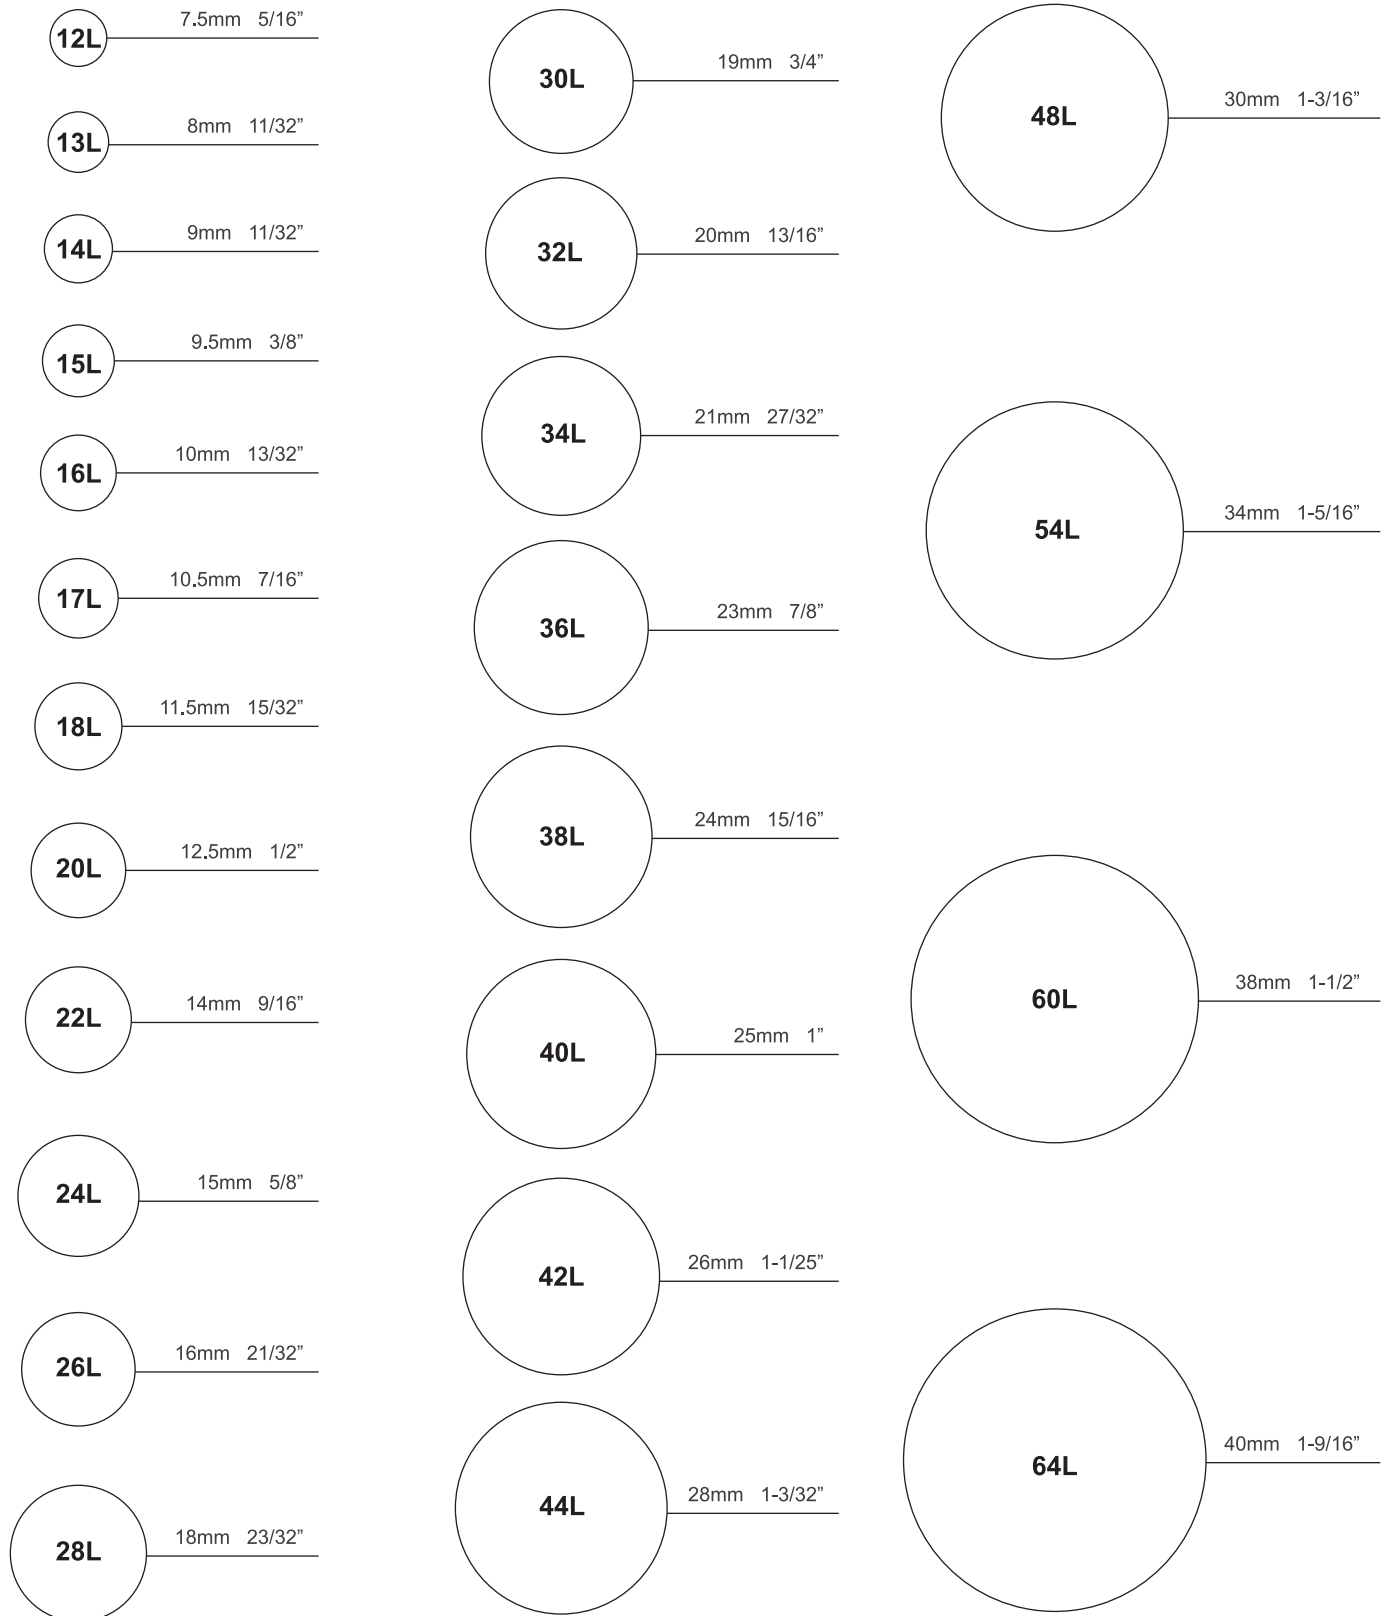 12L 7.5mm 5/16”
13L 8mm 11/32”
14L 9mm 11/32”
15L 9.5mm 3/8”
16L 10mm 13/32”
17L 10.5mm 7/16”
18L 11.5mm 15/32”
20L 12.5mm 1/2”
22L 14mm 9/16”
24L 15mm 5/8”
26L 16mm 21/32”
28L 18mm 23/32”
30L 19mm 3/4”
32L 20mm 13/16”
34L 21mm 27/32”
36L 23mm 7/8”
38L 24mm 15/16”
40L 25mm 1”
42L 26mm 1-1/25”
44L 28mm 1-3/32”
48L 30mm 1-3/16”
54L 34mm 1-5/16”
60L 38mm 1-1/2”
64L 40mm 1-9/16”